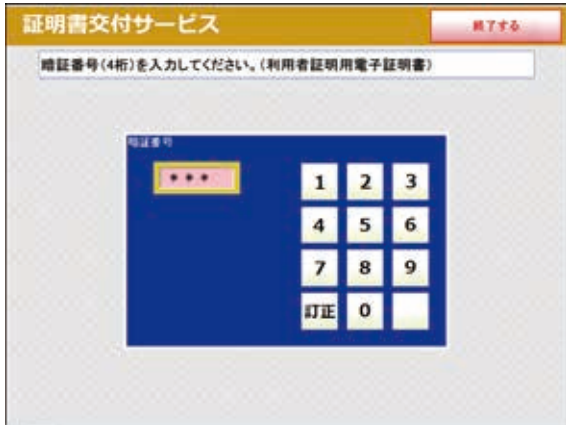 証明書交付サービス
終了する
暗証番号(4桁)を入力してください。(利用者証明用電子証明書)
暗証番号
***
1 2 3
4 5 6
7 8 9
訂正 0